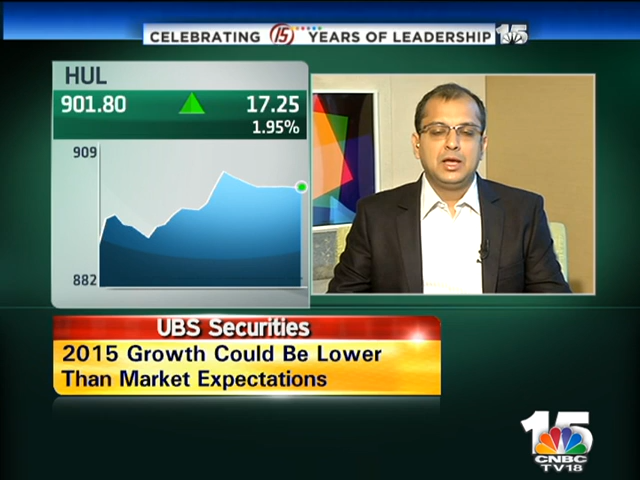 CELEBRATING 15 YEARS OF LEADERSHIP 15
HUL
901.80 17.25
1.95%
909
882
UBS Securities
2015 Growth Could Be Lower
Than Market Expectations
15
CNBC
TV18